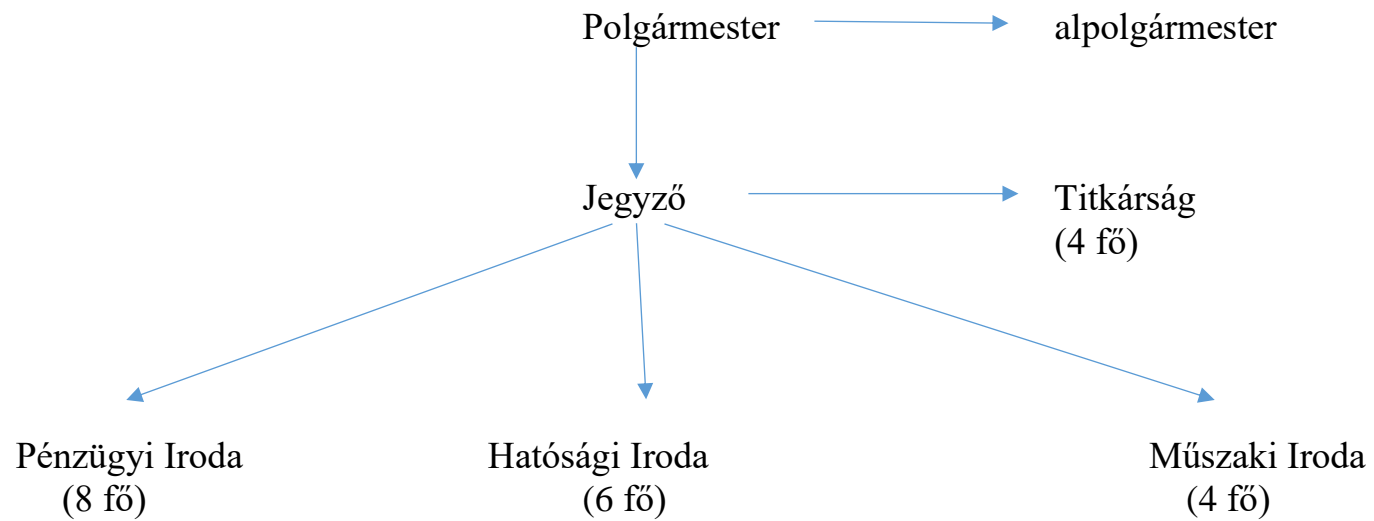 Polgármester
alpolgármester
Jegyző
Titkárság
(4 fő)
Pénzügyi Iroda
(8 fő)
Hatósági Iroda
(6 fő)
Műszaki Iroda
(4 fő)